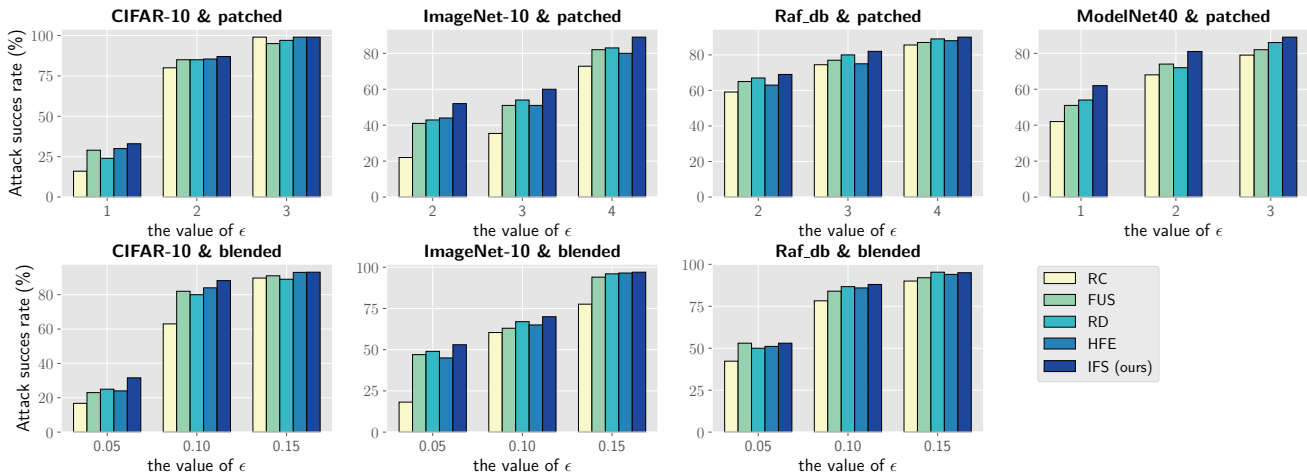 CIFAR-10 & patched
ImageNet-10 & patched
Raf_db & patched
ModelNet40 & patched
Attack succes rate (%)
100
75
50
25
0
1 2 3
the value of ϵ
80
60
40
20
0
2 3 4
the value of ϵ
80
60
40
20
0
2 3 4
the value of ϵ
80
60
40
20
0
1 2 3
the value of ϵ
CIFAR-10 & blended
ImageNet-10 & blended
Raf_db & blended
Attack succes rate (%)
80
60
40
20
0
0.05 0.10 0.15
the value of ϵ
100
75
50
25
0
0.05 0.10 0.15
the value of ϵ
100
75
50
25
0
0.05 0.10 0.15
the value of ϵ
RC
FUS
RD
HFE
IFS (ours)